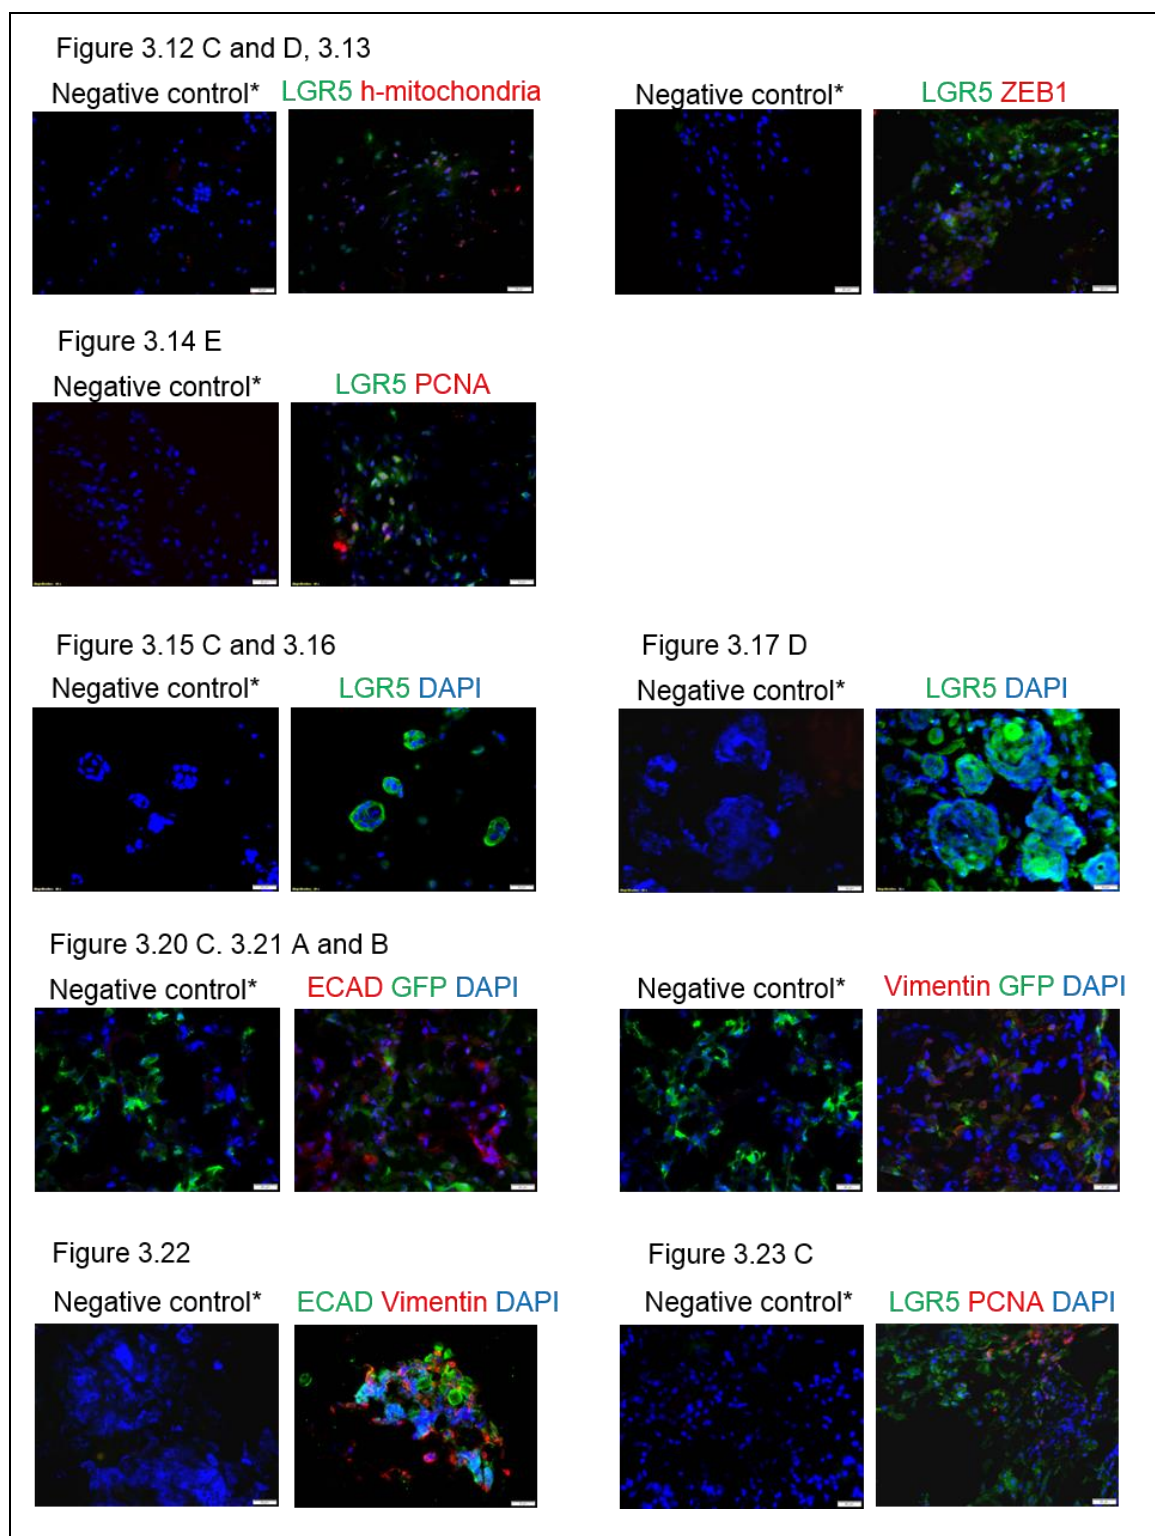 Figure 3.12 C and D, 3.13
Negative control* LGR5 h-mitochondria Negative control* LGR5 ZEB1
Figure 3.14 E
Negative control* LGR5 PCNA
Figure 3.15 C and 3.16 Figure 3.17 D
Negative control* LGR5 DAPI Negative control* LGR5 DAPI
Figure 3.20 C. 3.21 A and B
Negative control* ECAD GFP DAPI Negative control* Vimentin GFP DAPI
Figure 3.22 Figure 3.23 C
Negative control* ECAD Vimentin DAPI Negative control* LGR5 PCNA DAPI